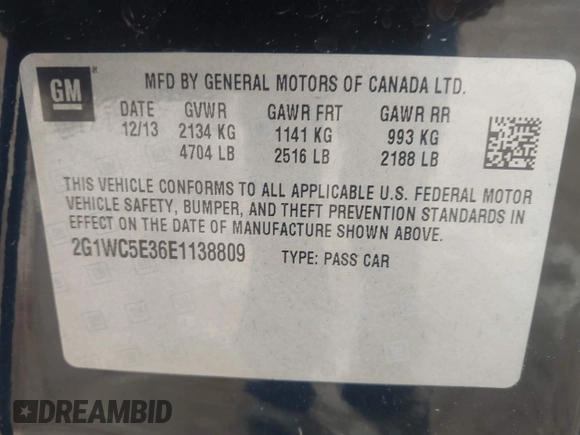 GM
MFD BY GENERAL MOTORS OF CANADA LTD.
DATE GVWR GAWR FRT GAWR RR
12/13 2134 KG 1141 KG 993 KG
4704 LB 2516 LB 2188 LB
THIS VEHICLE CONFORMS TO ALL APPLICABLE U.S. FEDERAL MOTOR
VEHICLE SAFETY, BUMPER, AND THEFT PREVENTION STANDARDS IN
EFFECT ON THE DATE OF MANUFACTURE SHOWN ABOVE.
2G1WC5E36E1138809 TYPE: PASS CAR
DREAMBID